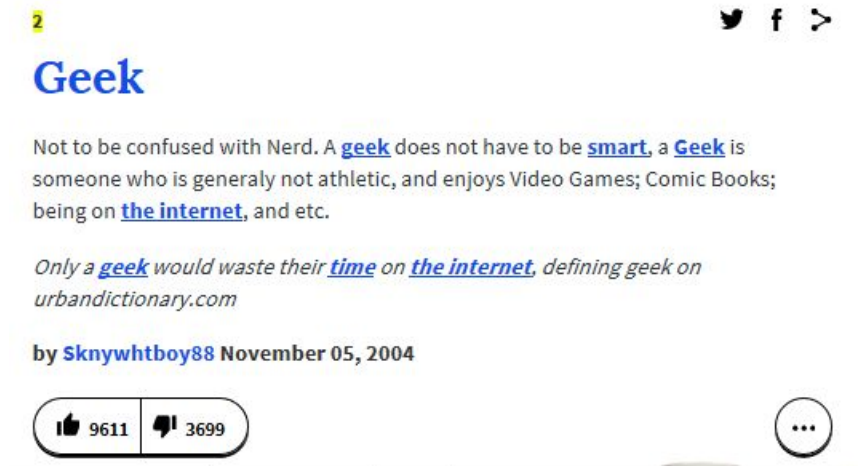 2
Geek
Not to be confused with Nerd. A geek does not have to be smart, a Geek is
someone who is generaly not athletic, and enjoys Video Games; Comic Books;
being on the internet, and etc.
Only a geek would waste their time on the internet, defining geek on
urbandictionary.com
by Sknywhtboy88 November 05, 2004
9611 3699